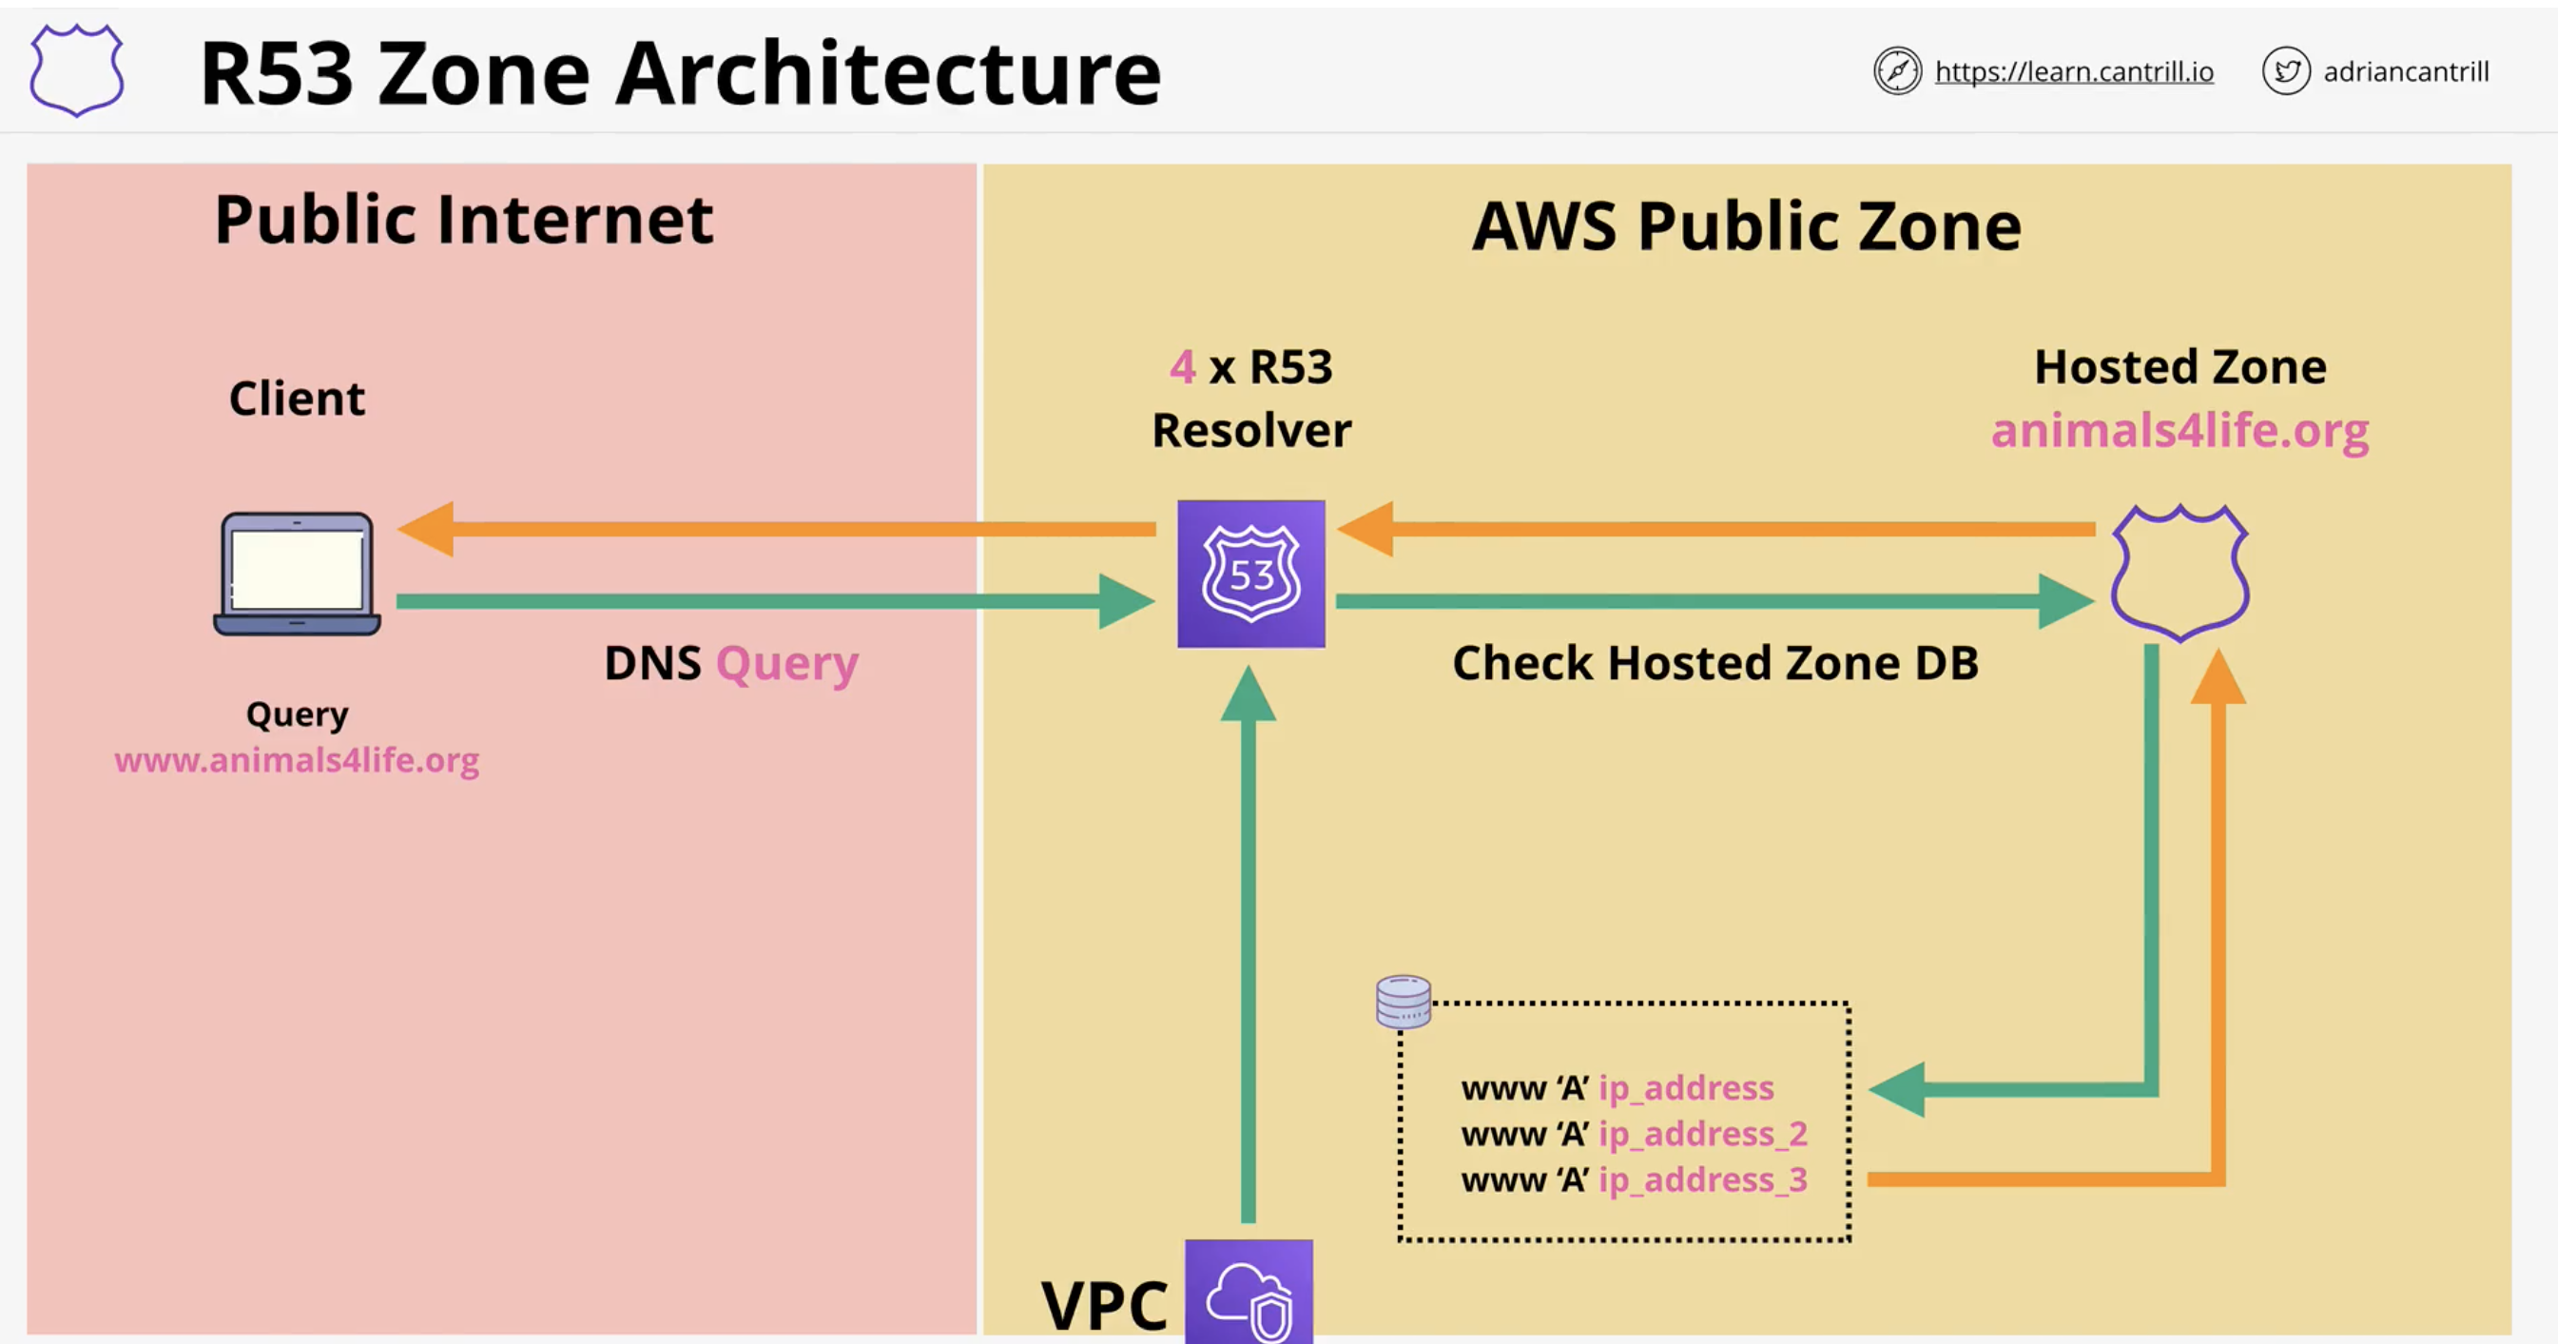 R53 Zone Architecture
https://learn.cantrill.io
adriancantrill
Public Internet
AWS Public Zone
Client
4 x R53
Resolver
Hosted Zone
animals4life.org
53
DNS Query
Check Hosted Zone DB
Query
www.animals4life.org
www ‘A’ ip_address
www ‘A’ ip_address_2
www ‘A’ ip_address_3
VPC